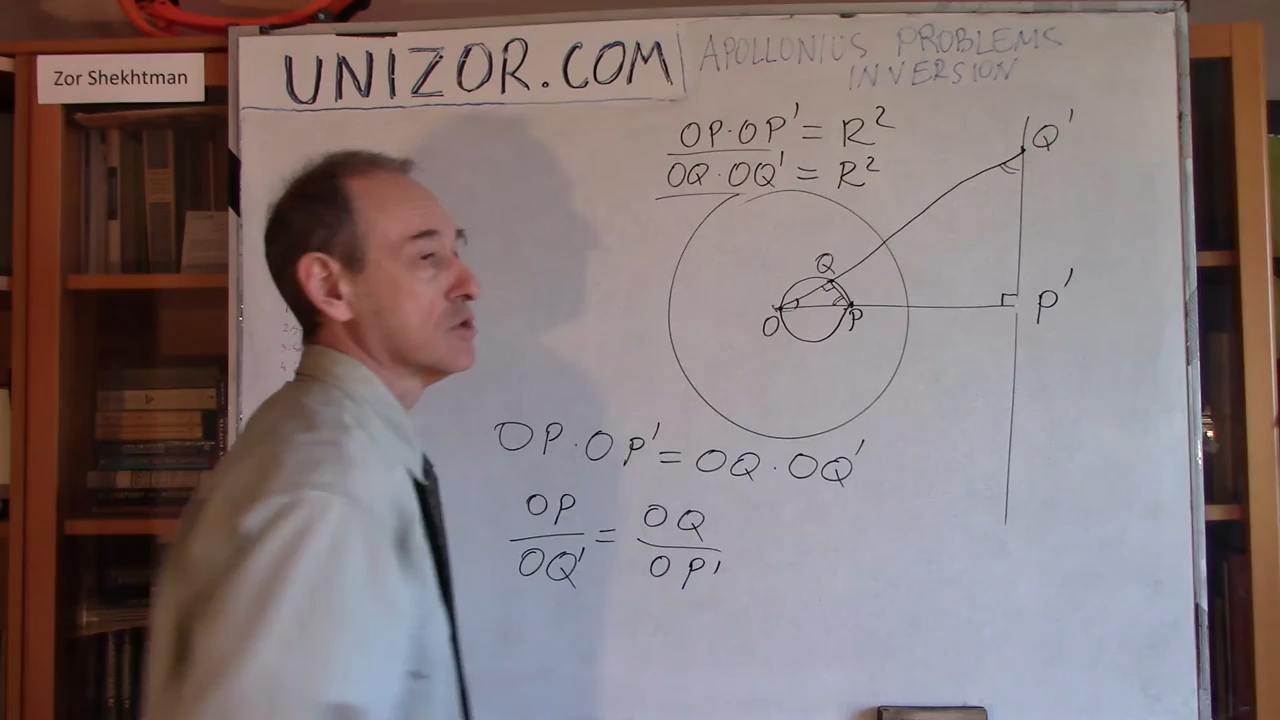 Zor Shekhtman
UNIZOR.COM
APOLLONIUS PROBLEMS
INVERSION
OP·OP' = R²
OQ·OQ' = R²
Q'
Q
O
P
P'
OP·OP' = OQ·OQ'
OP/OQ' = OQ/OP'